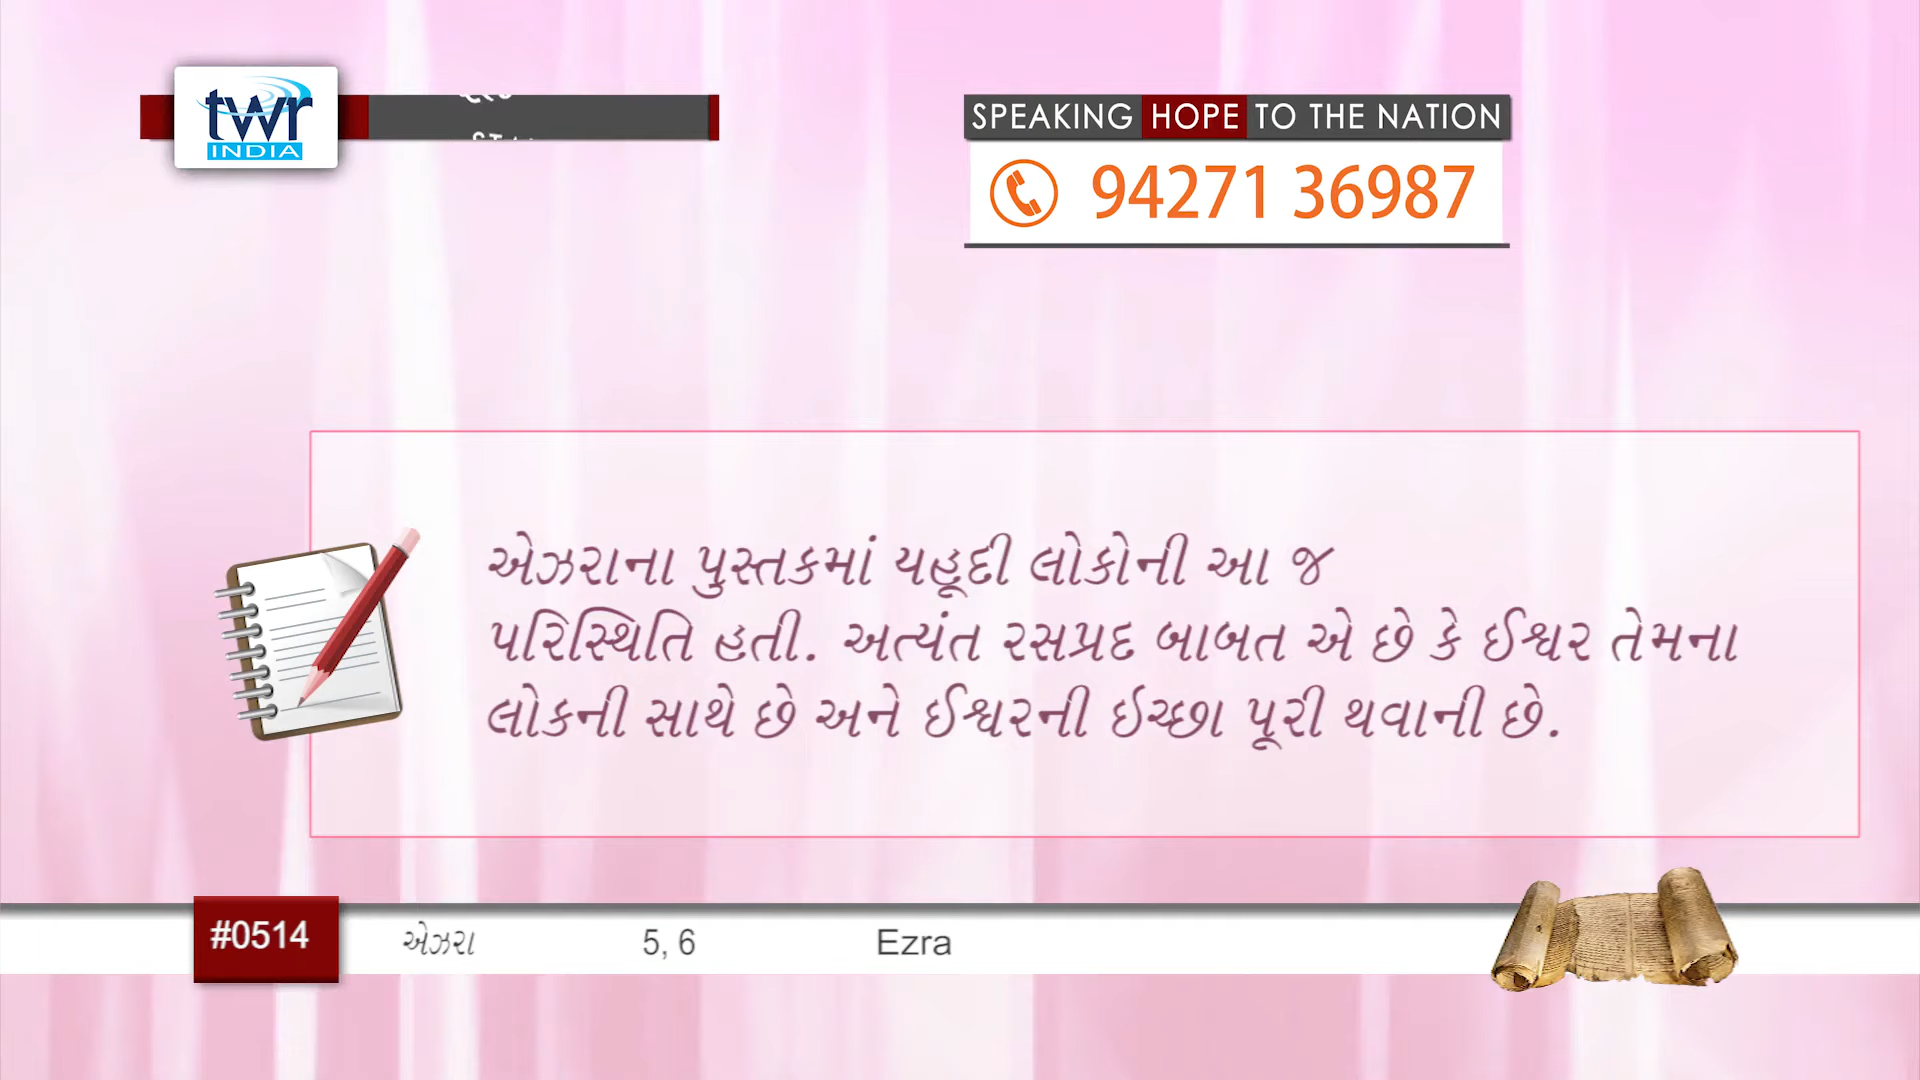 twr
INDIA
SPEAKING HOPE TO THE NATION
94271 36987
એઝરાના પુસ્તકમાં યહૂદી લોકોની આ જ
પરિસ્થિતિ હતી. અત્યંત રસપ્રદ બાબત એ છે કે ઈશ્વર તેમના
લોકની સાથે છે અને ઈશ્વરની ઇચ્છા પૂરી થવાની છે.
#0514 એઝરા 5, 6 Ezra